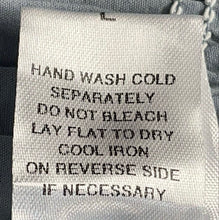 L
HAND WASH COLD
SEPARATELY
DO NOT BLEACH
LAY FLAT TO DRY
COOL IRON
ON REVERSE SIDE
IF NECESSARY